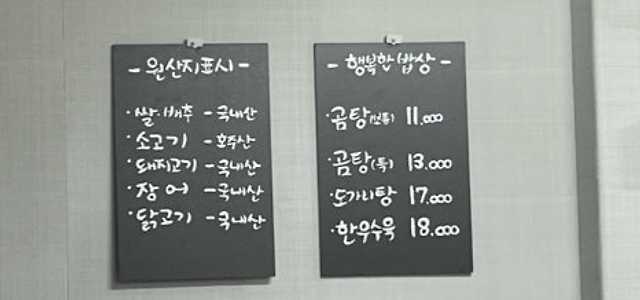 - 원산지표시 -
· 쌀·배추 - 국내산
· 소고기 - 호주산
· 돼지고기 - 국내산
· 장어 - 국내산
· 닭고기 - 국내산
- 행복한 밥상 -
· 곰탕(보통) 11.000
· 곰탕(특) 13.000
· 도가니탕 17.000
· 한우수육 18.000